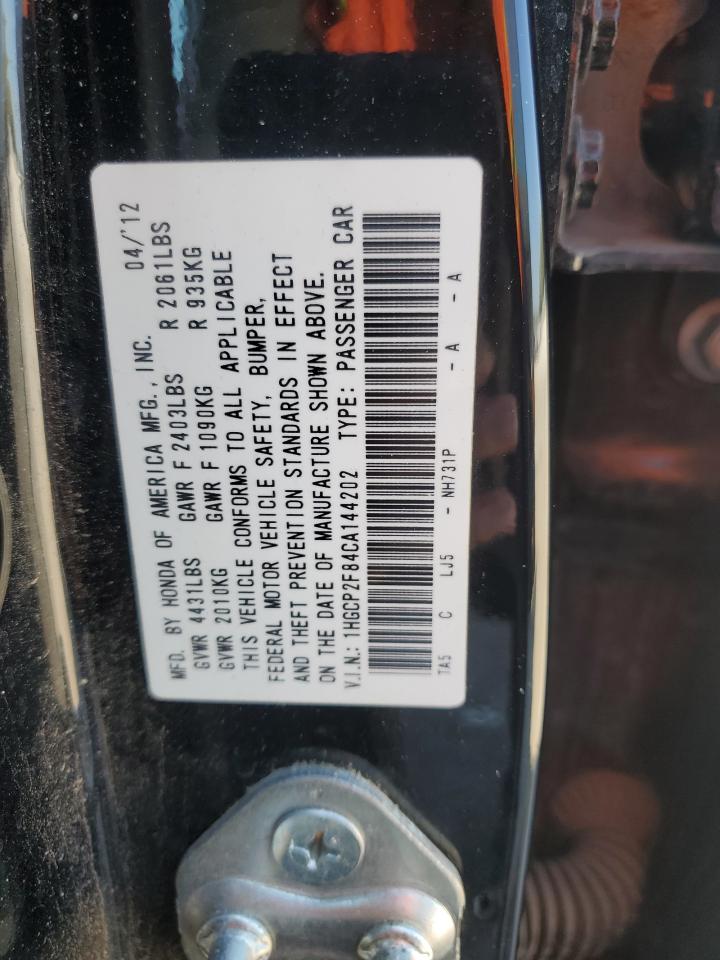 MFD. BY HONDA OF AMERICA MFG., INC. 04/'12
GVWR 4431LBS GAWR F 2403LBS R 2061LBS
GVWR 2010KG GAWR F 1090KG R 935KG
THIS VEHICLE CONFORMS TO ALL APPLICABLE
FEDERAL MOTOR VEHICLE SAFETY, BUMPER,
AND THEFT PREVENTION STANDARDS IN EFFECT
ON THE DATE OF MANUFACTURE SHOWN ABOVE.
V.I.N.: 1HGCP2F84CA144202 TYPE: PASSENGER CAR
TA5 C LJ5 - NH731P - A - A